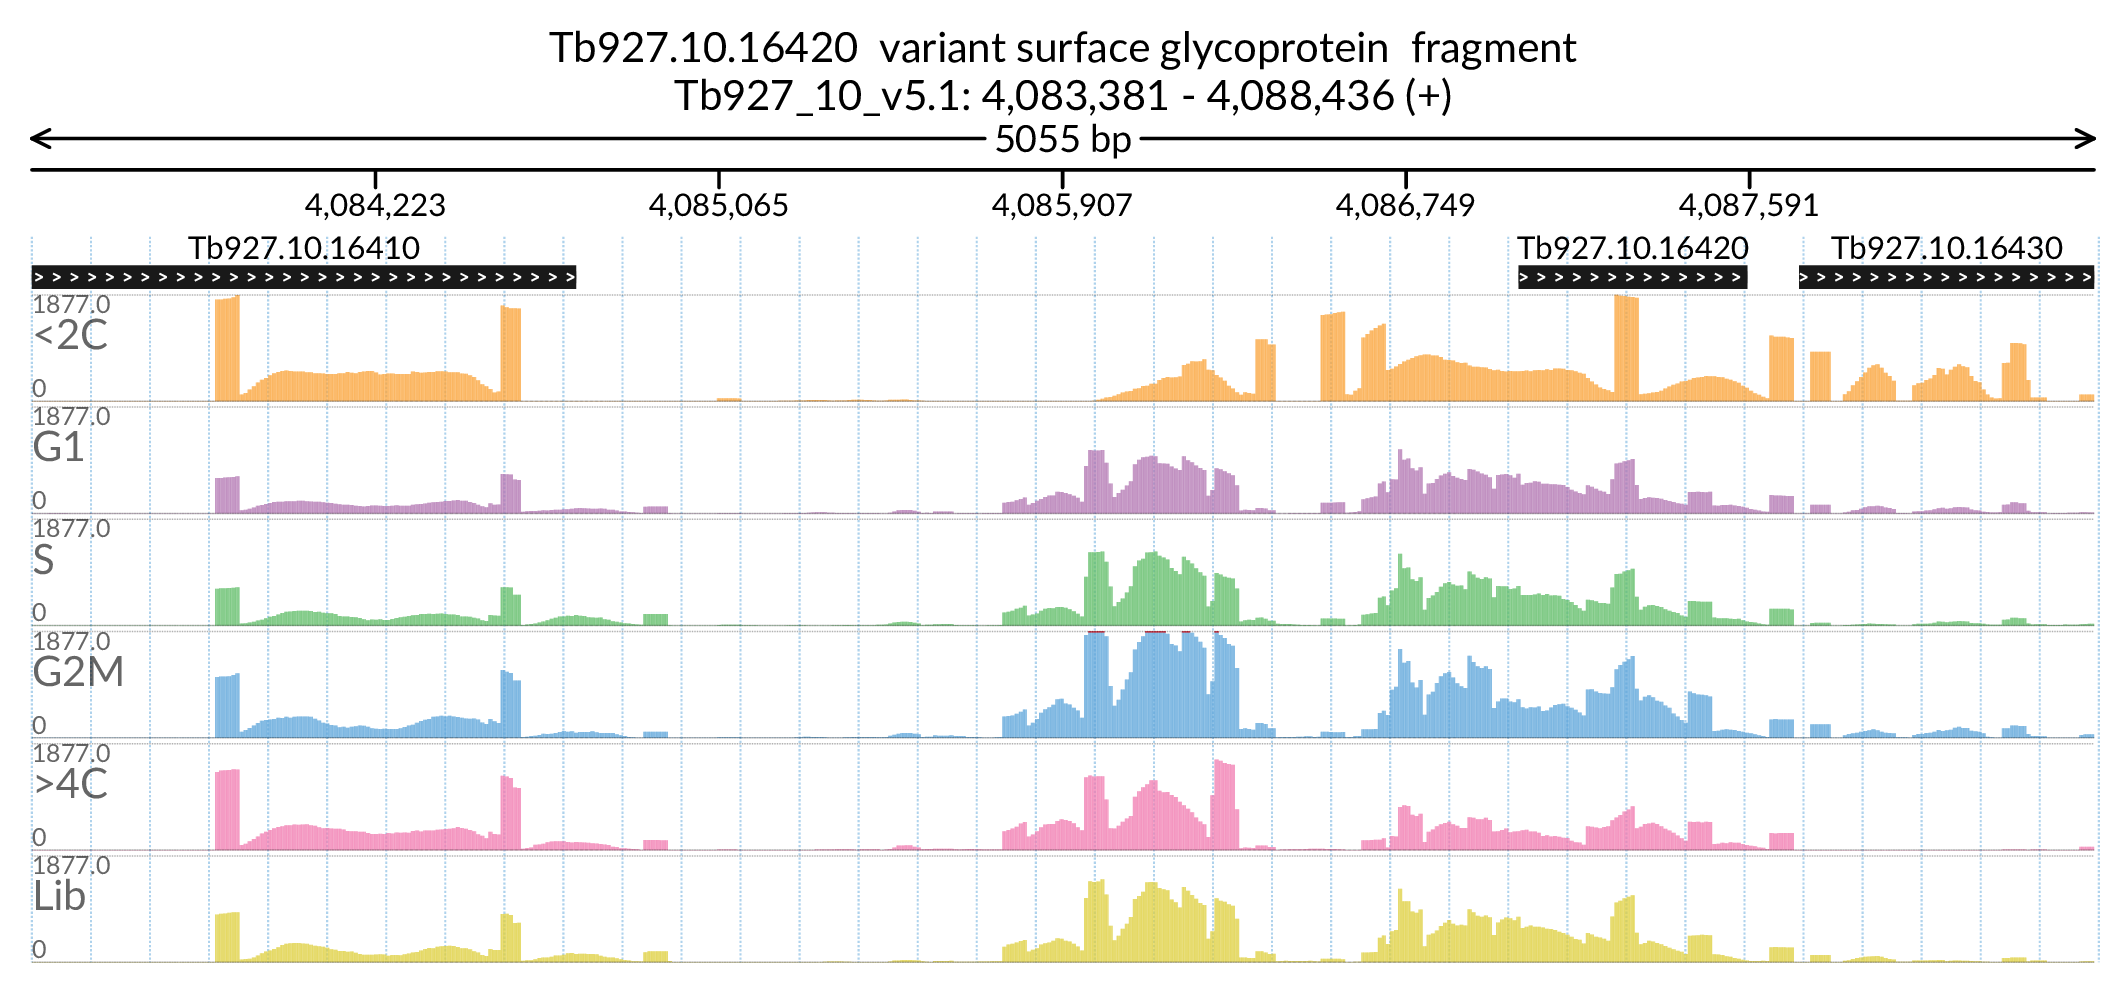 Tb927.10.16420 variant surface glycoprotein fragment
Tb927_10_v5.1: 4,083,381 - 4,088,436 (+)
5055 bp
4,084,223 4,085,065 4,085,907 4,086,749 4,087,591
Tb927.10.16410 Tb927.10.16420 Tb927.10.16430
1877.0
<2C
0
1877.0
G1
0
1877.0
S
0
1877.0
G2M
0
1877.0
>4C
0
1877.0
Lib
0